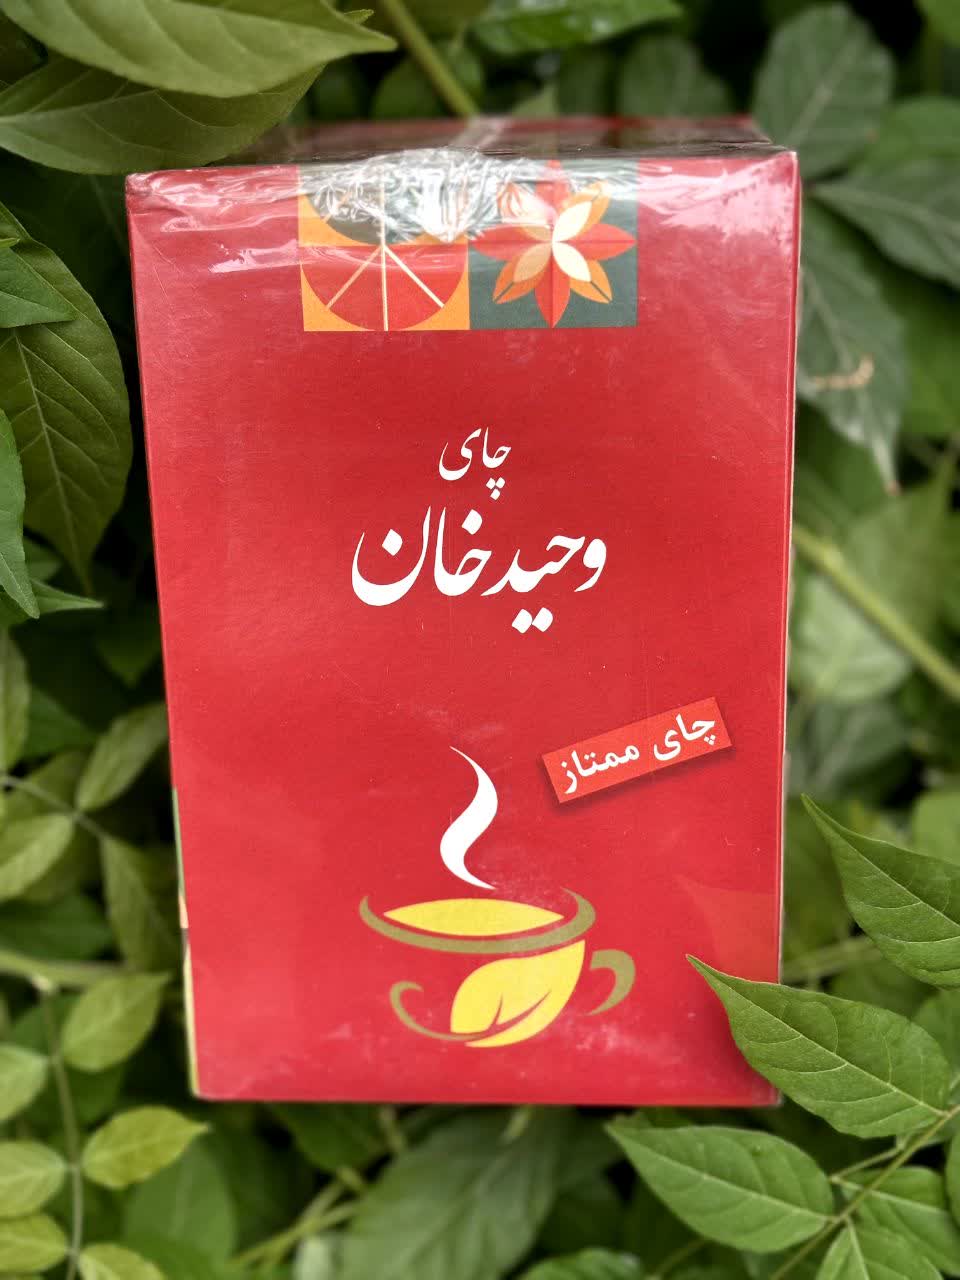 چای
وحیدخان
چای ممتاز